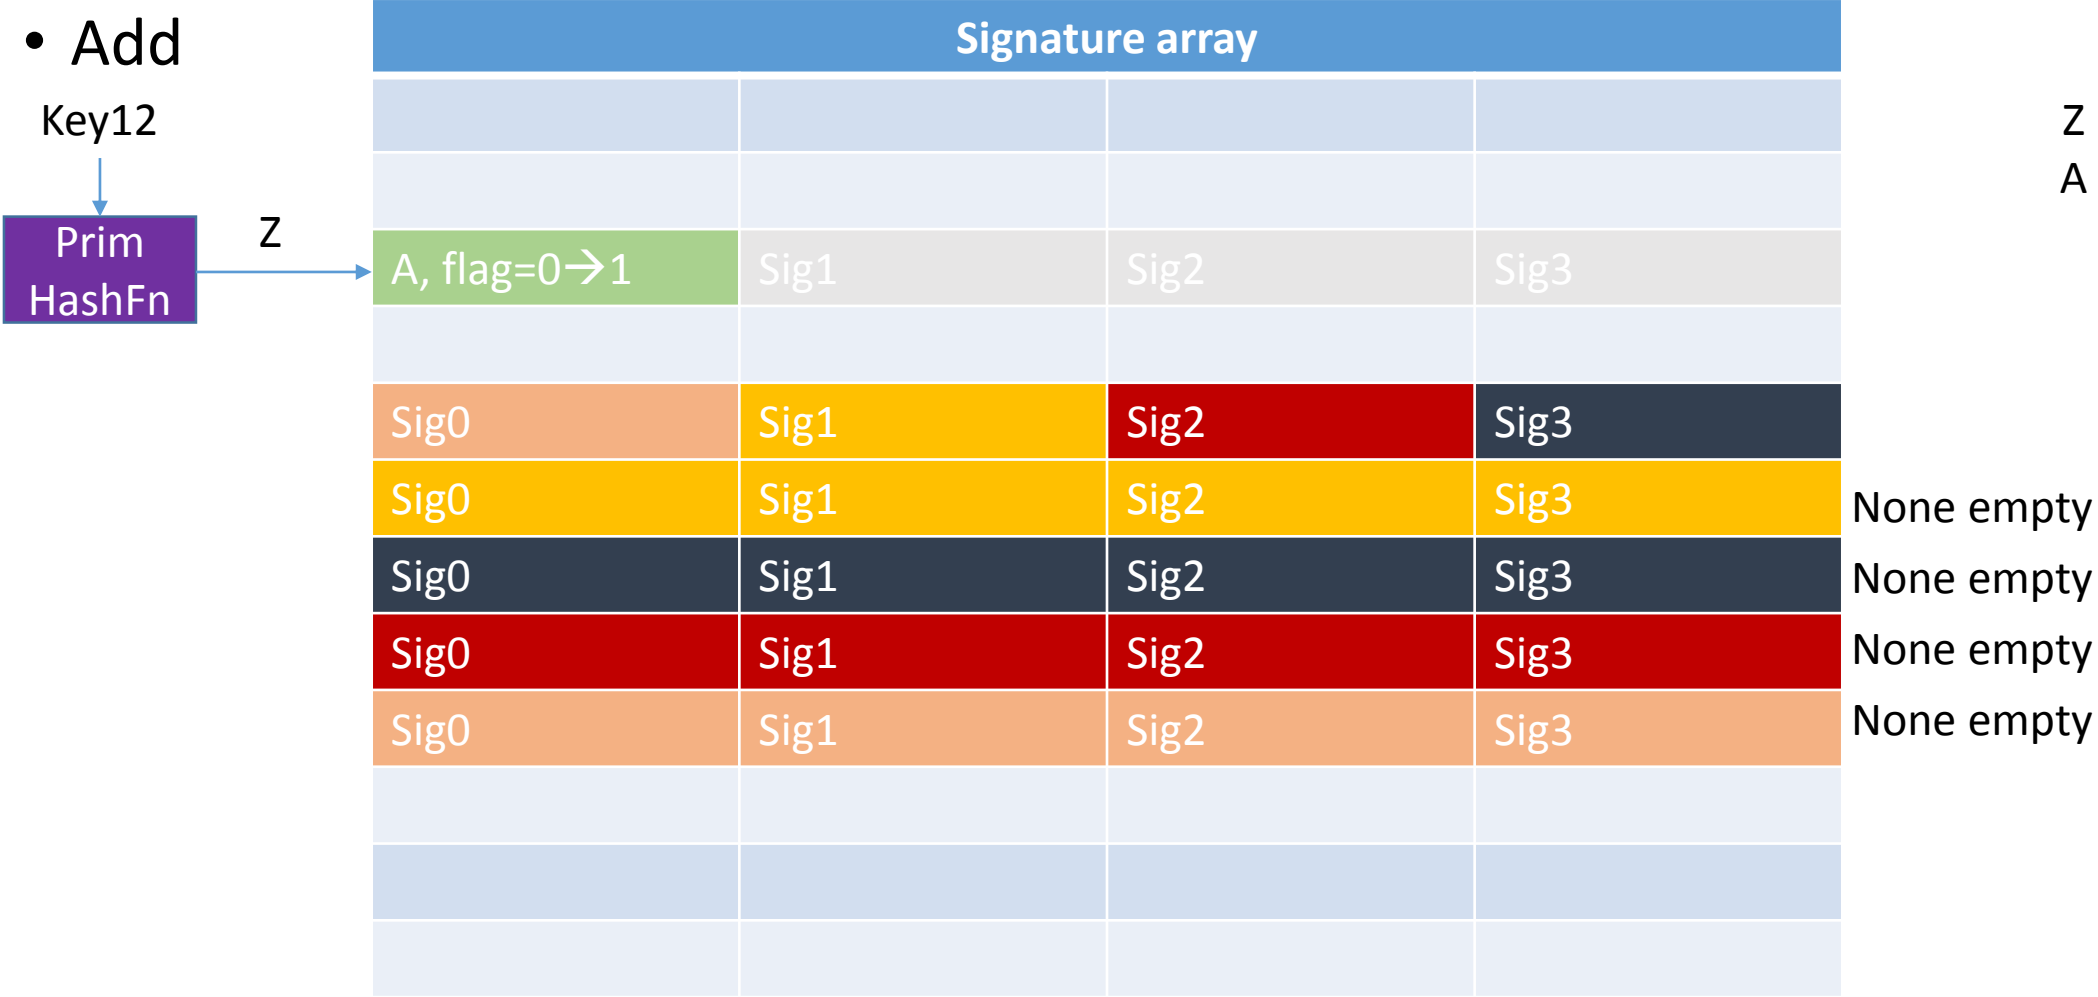 • Add
Signature array
Key12
Z
A
Prim
HashFn
Z
A, flag=0→1 Sig1 Sig2 Sig3
Sig0 Sig1 Sig2 Sig3
Sig0 Sig1 Sig2 Sig3 None empty
Sig0 Sig1 Sig2 Sig3 None empty
Sig0 Sig1 Sig2 Sig3 None empty
Sig0 Sig1 Sig2 Sig3 None empty